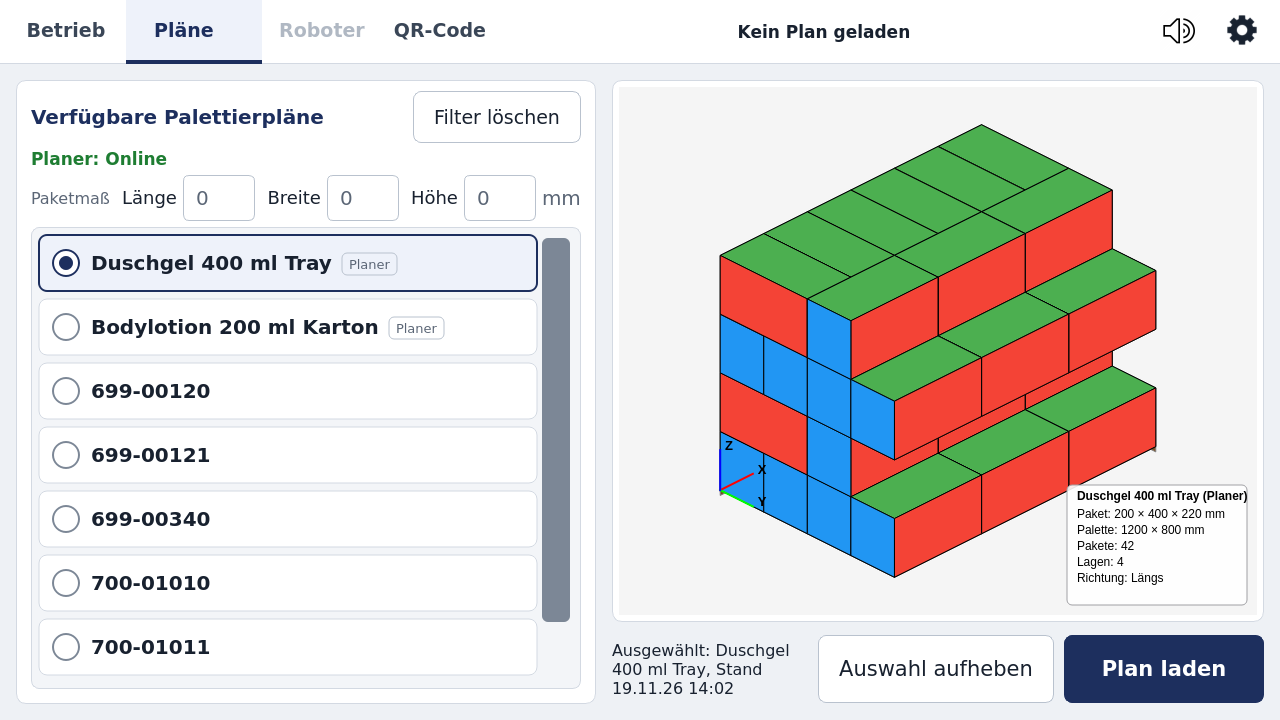 Betrieb
Pläne
Roboter
QR-Code
Kein Plan geladen
Verfügbare Palettierpläne
Filter löschen
Planer: Online
Paketmaß Länge 0 Breite 0 Höhe 0 mm
Duschgel 400 ml Tray Planer
Bodylotion 200 ml Karton Planer
699-00120
699-00121
699-00340
700-01010
700-01011
Z
X
Y
Duschgel 400 ml Tray (Planer)
Paket: 200 × 400 × 220 mm
Palette: 1200 × 800 mm
Pakete: 42
Lagen: 4
Richtung: Längs
Ausgewählt: Duschgel
400 ml Tray, Stand
19.11.26 14:02
Auswahl aufheben
Plan laden